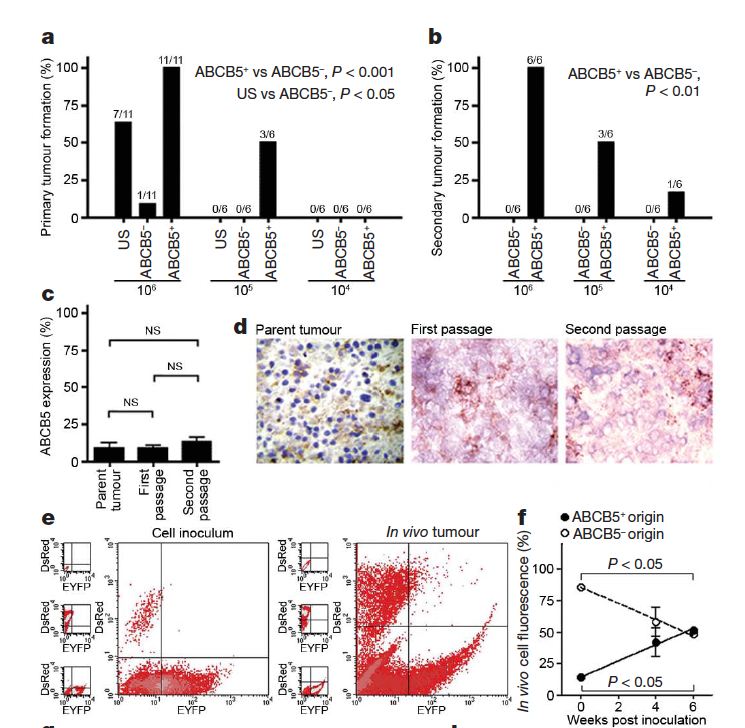 a
Primary tumour formation (%)
100
75
50
25
0
ABCB5⁺ vs ABCB5⁻, P < 0.001
US vs ABCB5⁻, P < 0.05
7/11
1/11
11/11
0/6
0/6
3/6
0/6
0/6
0/6
US
ABCB5⁻
ABCB5⁺
US
ABCB5⁻
ABCB5⁺
US
ABCB5⁻
ABCB5⁺
10⁶
10⁵
10⁴
b
Secondary tumour formation (%)
100
75
50
25
0
ABCB5⁺ vs ABCB5⁻,
P < 0.01
0/6
6/6
0/6
3/6
0/6
1/6
ABCB5⁻
ABCB5⁺
ABCB5⁻
ABCB5⁺
ABCB5⁻
ABCB5⁺
10⁶
10⁵
10⁴
c
ABCB5 expression (%)
100
75
50
25
0
NS
NS
NS
Parent
tumour
First
passage
Second
passage
d
Parent tumour
First passage
Second passage
e
Cell inoculum
In vivo tumour
DsRed
EYFP
DsRed
EYFP
DsRed
EYFP
DsRed
EYFP
DsRed
EYFP
DsRed
EYFP
DsRed
EYFP
DsRed
EYFP
f
ABCB5⁺ origin
ABCB5⁻ origin
In vivo cell fluorescence (%)
100
75
50
25
0
P < 0.05
P < 0.05
0
2
4
6
Weeks post inoculation